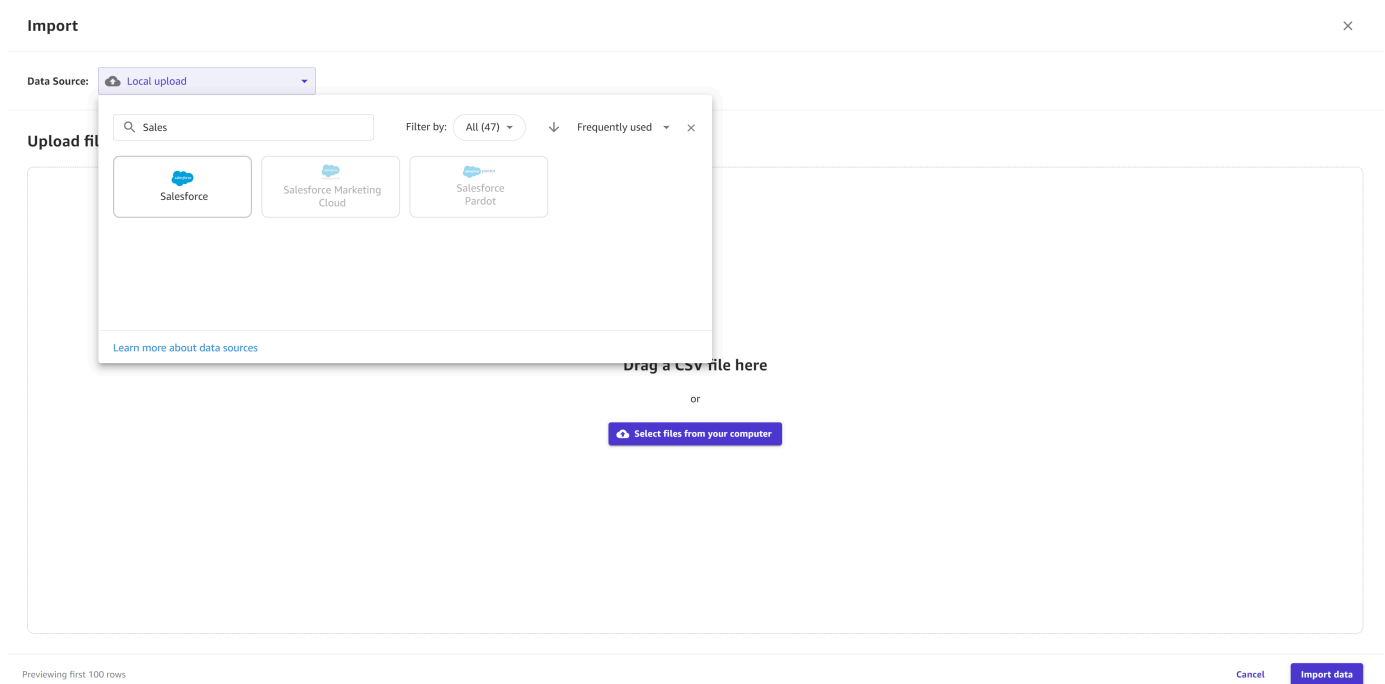 Import
Data Source: Local upload
Sales
Filter by: All (47) Frequently used
Upload fil
salesforce
Salesforce
Salesforce Marketing
Cloud
pardot
Salesforce
Pardot
Learn more about data sources
Drag a CSV file here
or
Select files from your computer
Previewing first 100 rows
Cancel
Import data